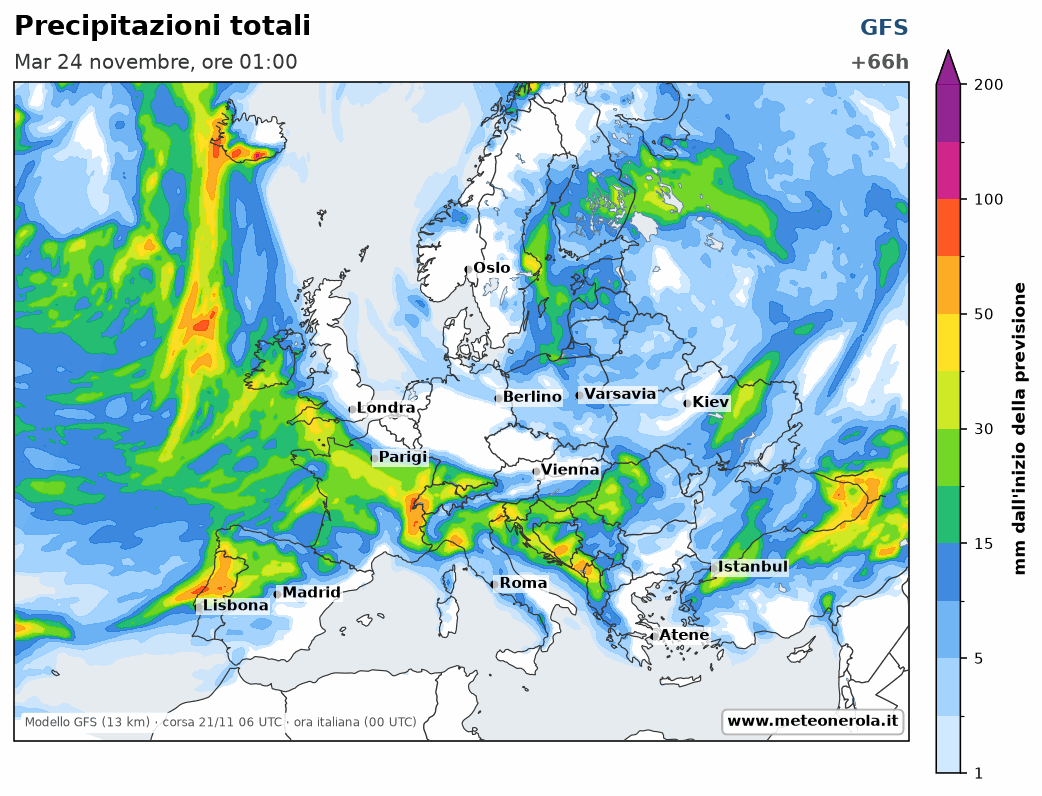 Precipitazioni totali
GFS
Mar 24 novembre, ore 01:00
+66h
200
100
50
30
15
5
1
mm dall'inizio della previsione
Oslo
Berlino
Varsavia
Kiev
Londra
Parigi
Vienna
Istanbul
Roma
Madrid
Lisbona
Atene
Modello GFS (13 km) · corsa 21/11 06 UTC · ora italiana (00 UTC)
www.meteonerola.it